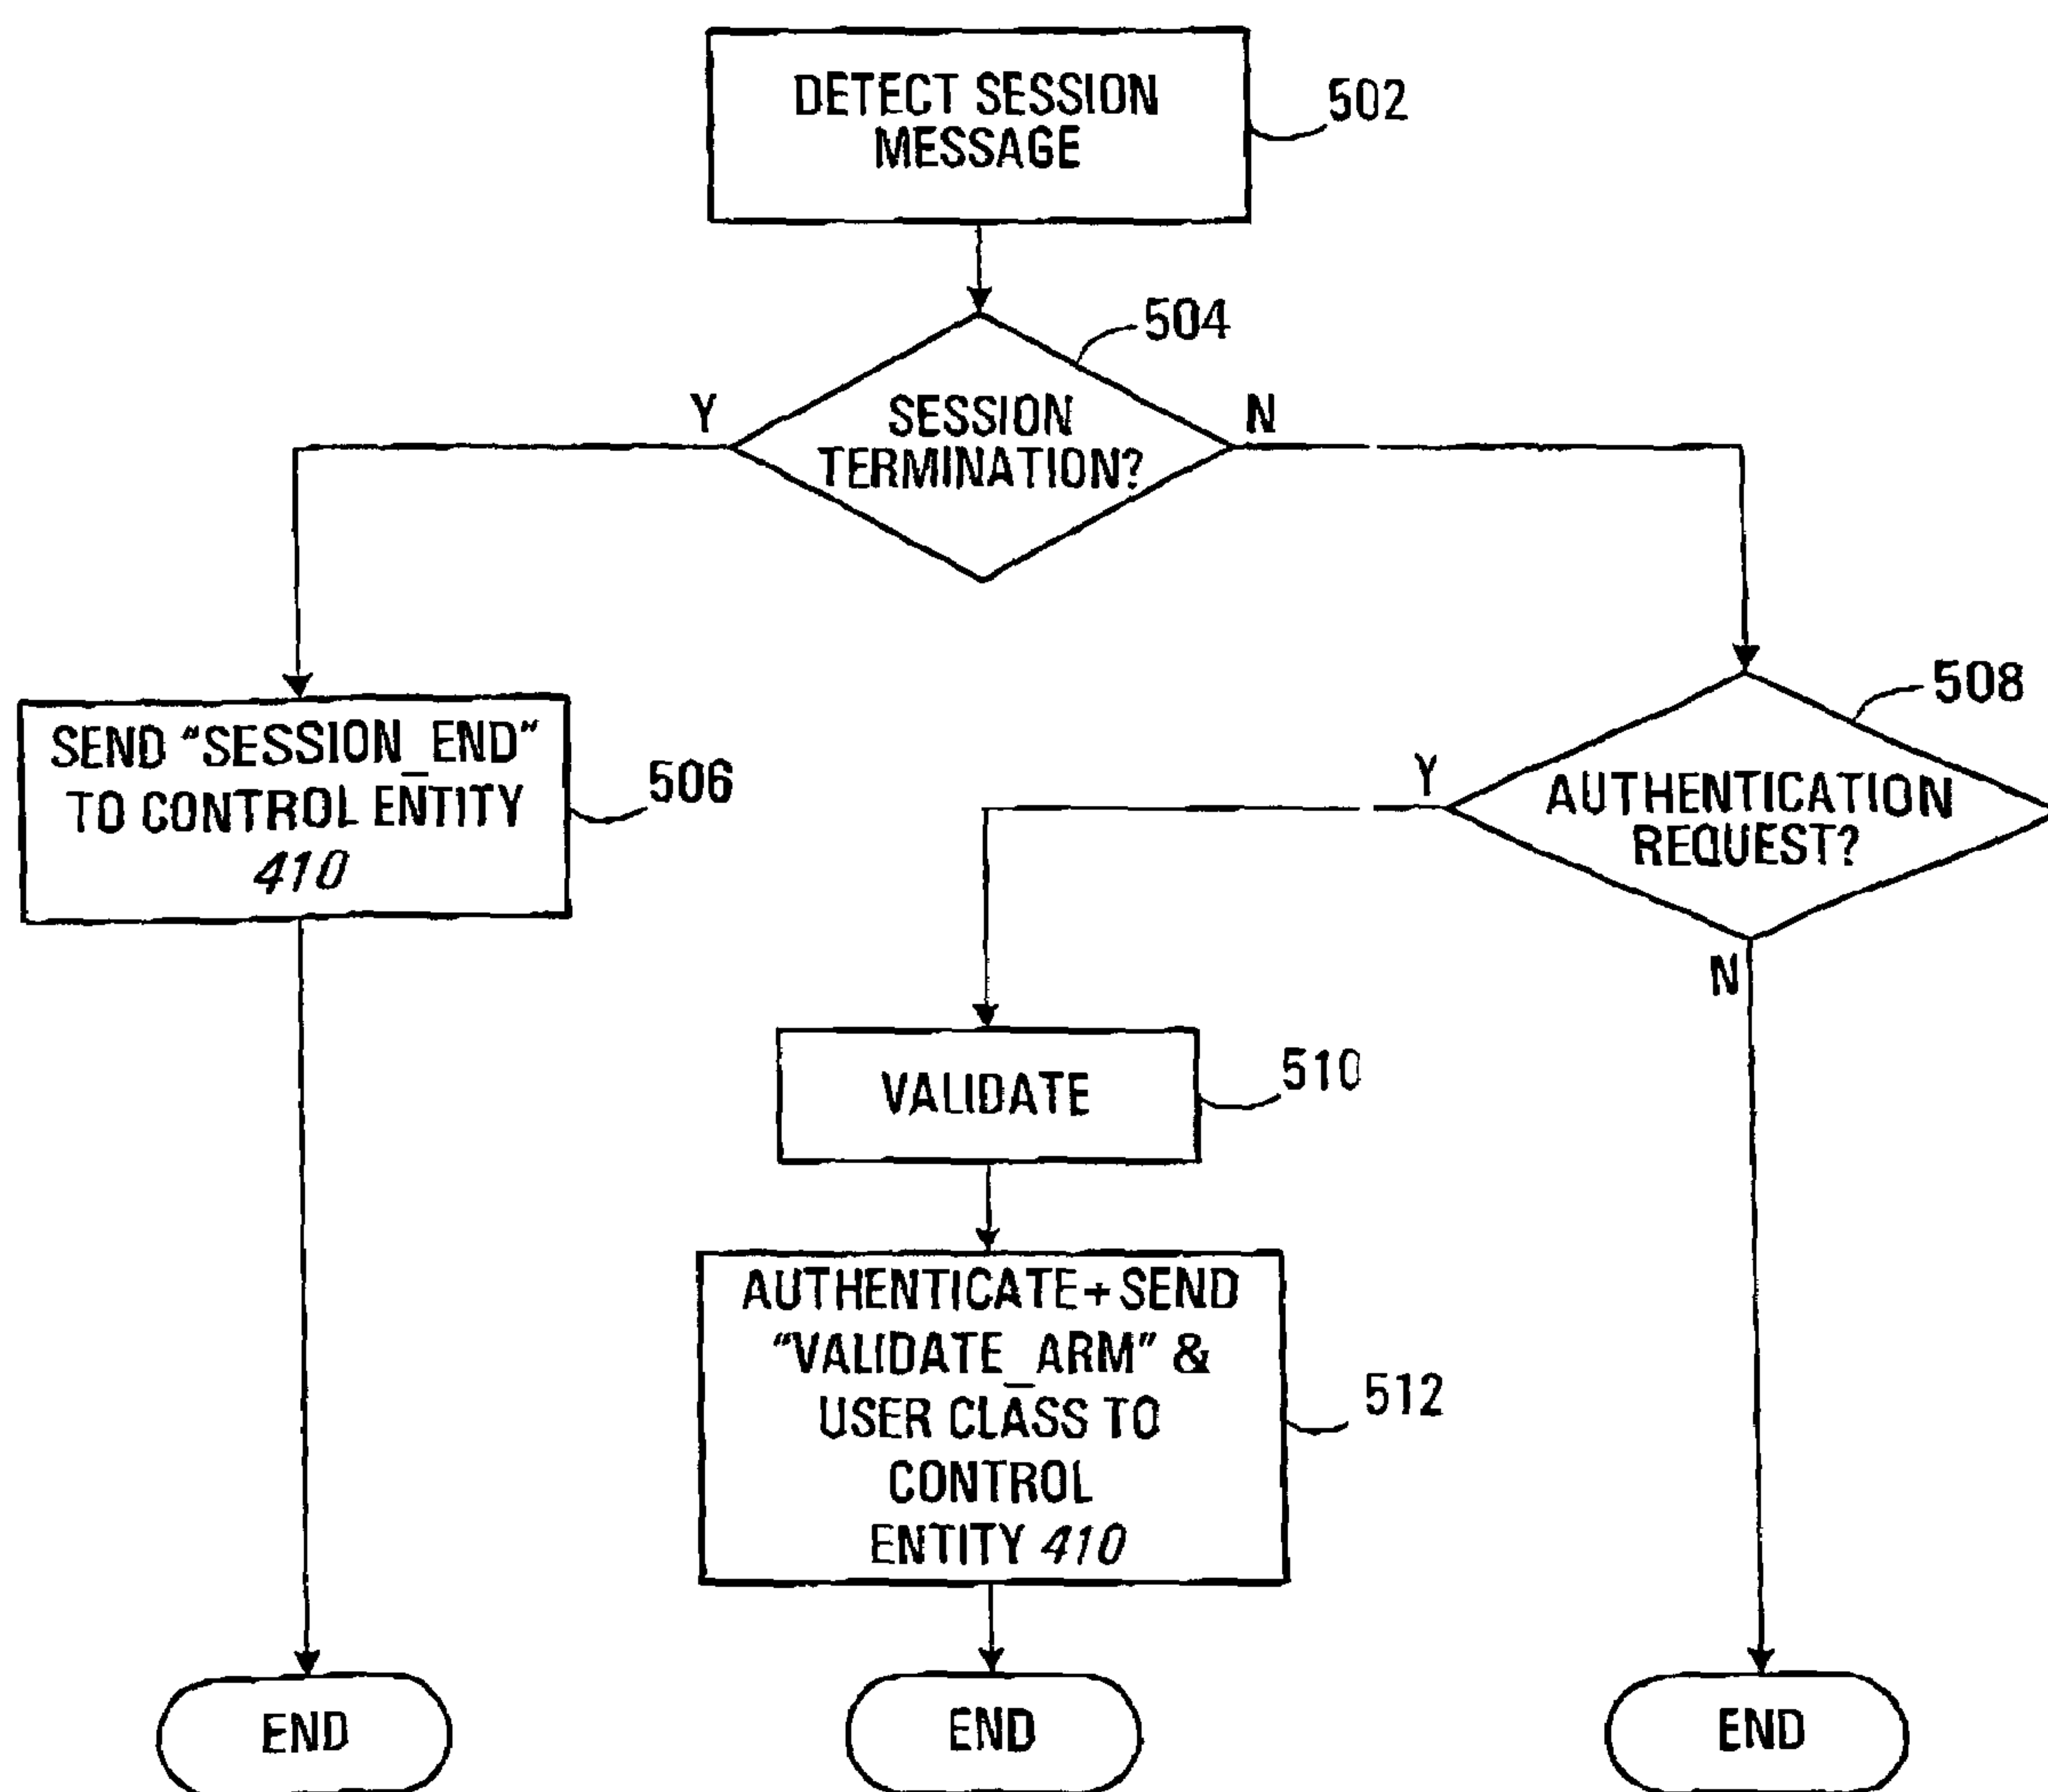 DETECT SESSION
MESSAGE
502
504
Y
SESSION
TERMINATION?
N
SEND "SESSION_END"
TO CONTROL ENTITY
410
506
508
Y
AUTHENTICATION
REQUEST?
N
VALIDATE
510
AUTHENTICATE+SEND
"VALIDATE_ARM" &
USER CLASS TO
CONTROL
ENTITY 410
512
END
END
END